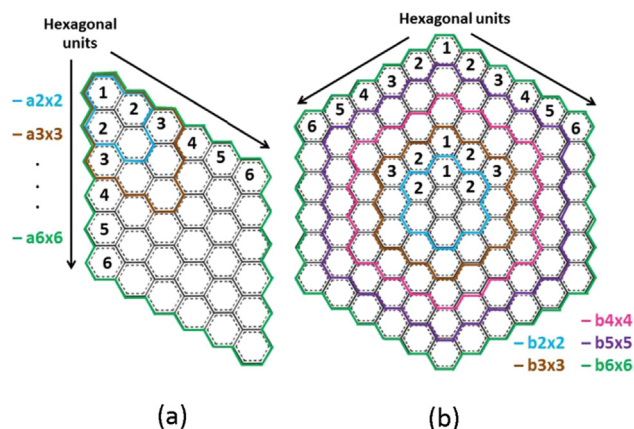 Hexagonal
units
1
2
2
3
3
4
5
6
4
5
6
– a2x2
– a3x3
.
.
.
– a6x6
(a)
Hexagonal units
1
2 2
3 3
4 4
5 5
6 6
1
2 2
3 3
1
2 2
– b4x4
– b2x2 – b5x5
– b3x3 – b6x6
(b)